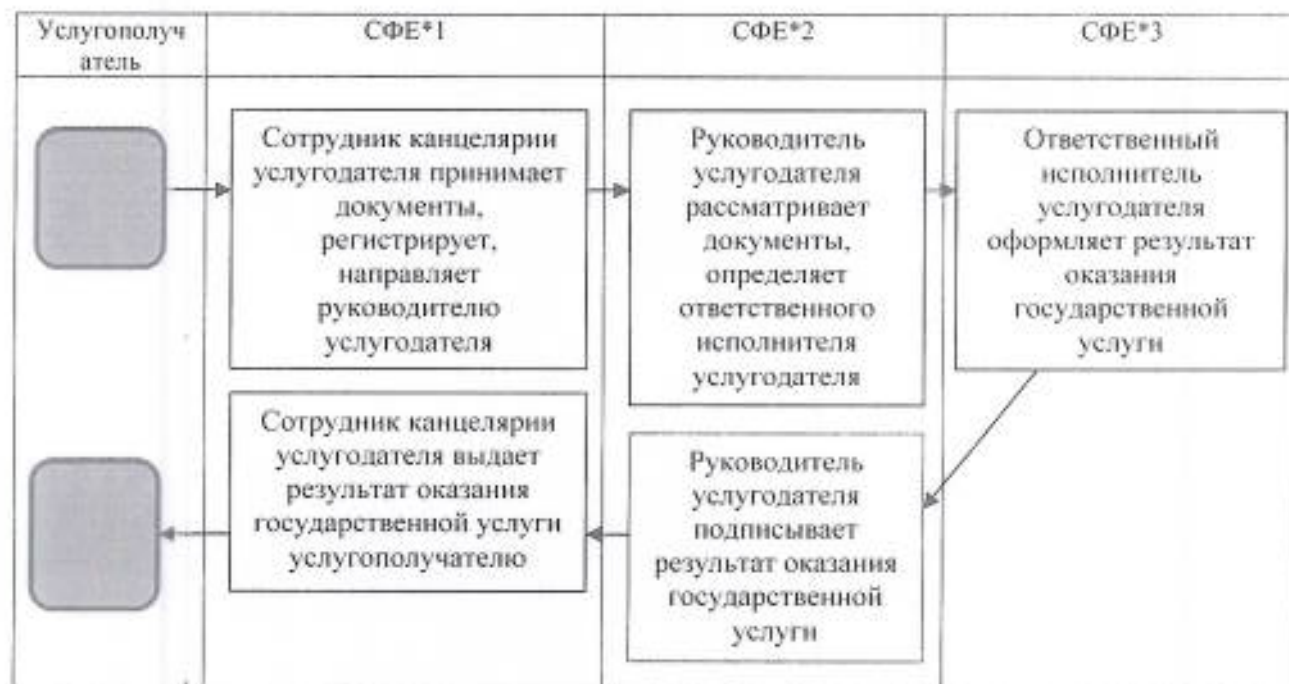 Услугополуч
атель
СФЕ*1
СФЕ*2
СФЕ*3
Сотрудник канцелярии
услугодателя принимает
документы,
регистрирует,
направляет
руководителю
услугодателя
Руководитель
услугодателя
рассматривает
документы,
определяет
ответственного
исполнителя
услугодателя
Ответственный
исполнитель
услугодателя
оформляет результат
оказания
государственной
услуги
Сотрудник канцелярии
услугодателя выдает
результат оказания
государственной услуги
услугополучателю
Руководитель
услугодателя
подписывает
результат оказания
государственной
услуги